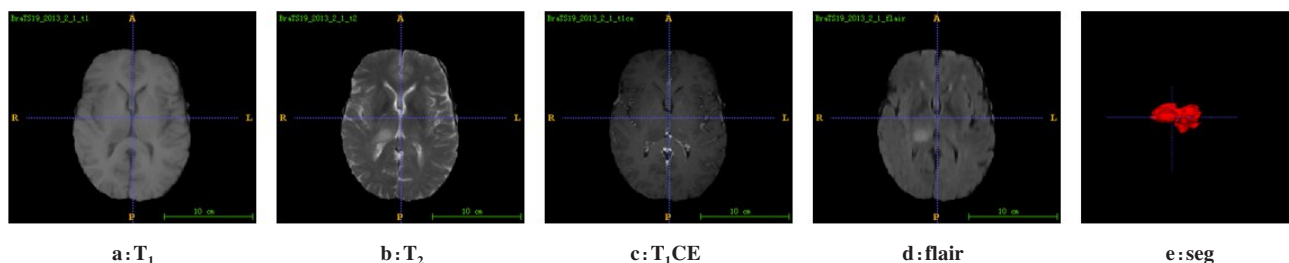 BraTS19_2013_2_1_t1
A
R
L
P
10 cm
BraTS19_2013_2_1_t2
A
R
L
P
10 cm
BraTS19_2013_2_1_t1ce
A
R
L
P
10 cm
BraTS19_2013_2_1_flair
A
R
L
P
10 cm
a:T₁
b:T₂
c:T₁CE
d:flair
e:seg